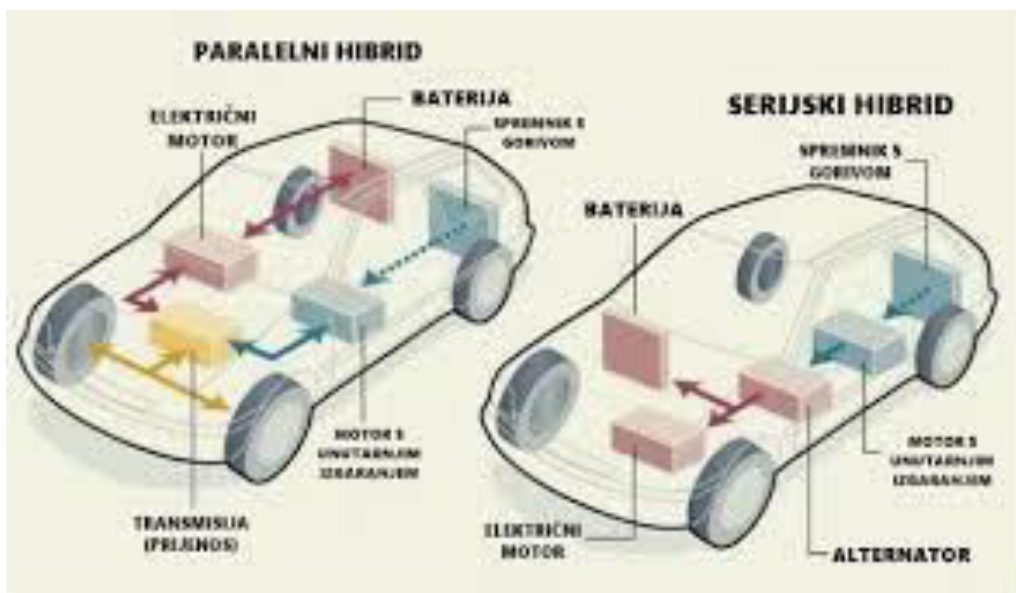 PARALELNI HIBRID
BATERIJA
ELEKTRIČNI
MOTOR
SPREMNIK S
GORIVOM
MOTOR S
UNUTARNJIM
IZGARANJEM
TRANSMISIJA
(PRIJENOS)
SERIJSKI HIBRID
SPREMNIK S
GORIVOM
BATERIJA
MOTOR S
UNUTARNJIM
IZGARANJEM
ELEKTRIČNI
MOTOR
ALTERNATOR